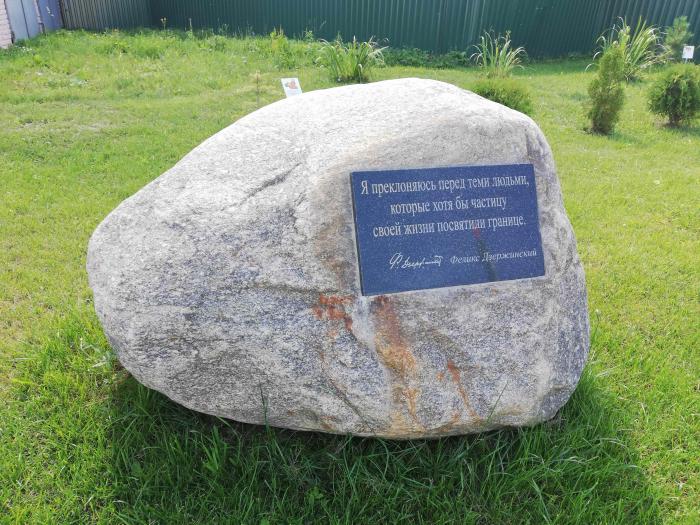 Я преклоняюсь перед теми людьми,
которые хотя бы частицу
своей жизни посвятили границе.
Феликс Дзержинский